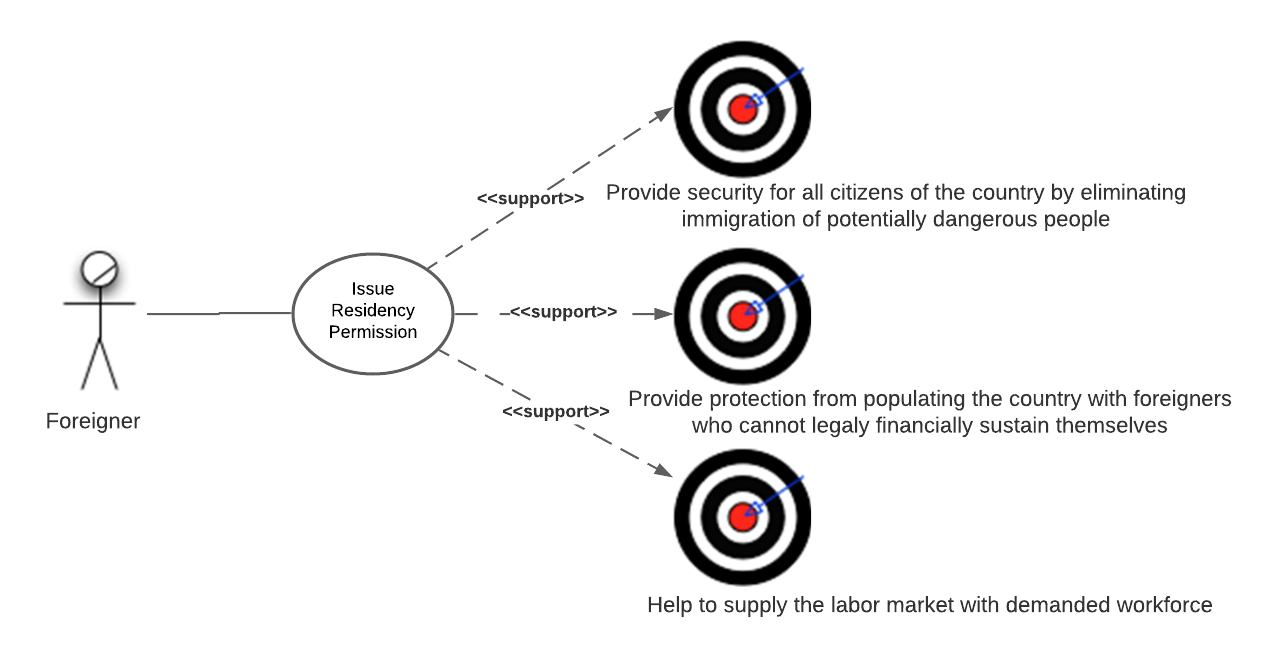 <<support>>
Provide security for all citizens of the country by eliminating
immigration of potentially dangerous people
Issue
Residency
Permission
<<support>>
Foreigner
Provide protection from populating the country with foreigners
who cannot legaly financially sustain themselves
<<support>>
Help to supply the labor market with demanded workforce